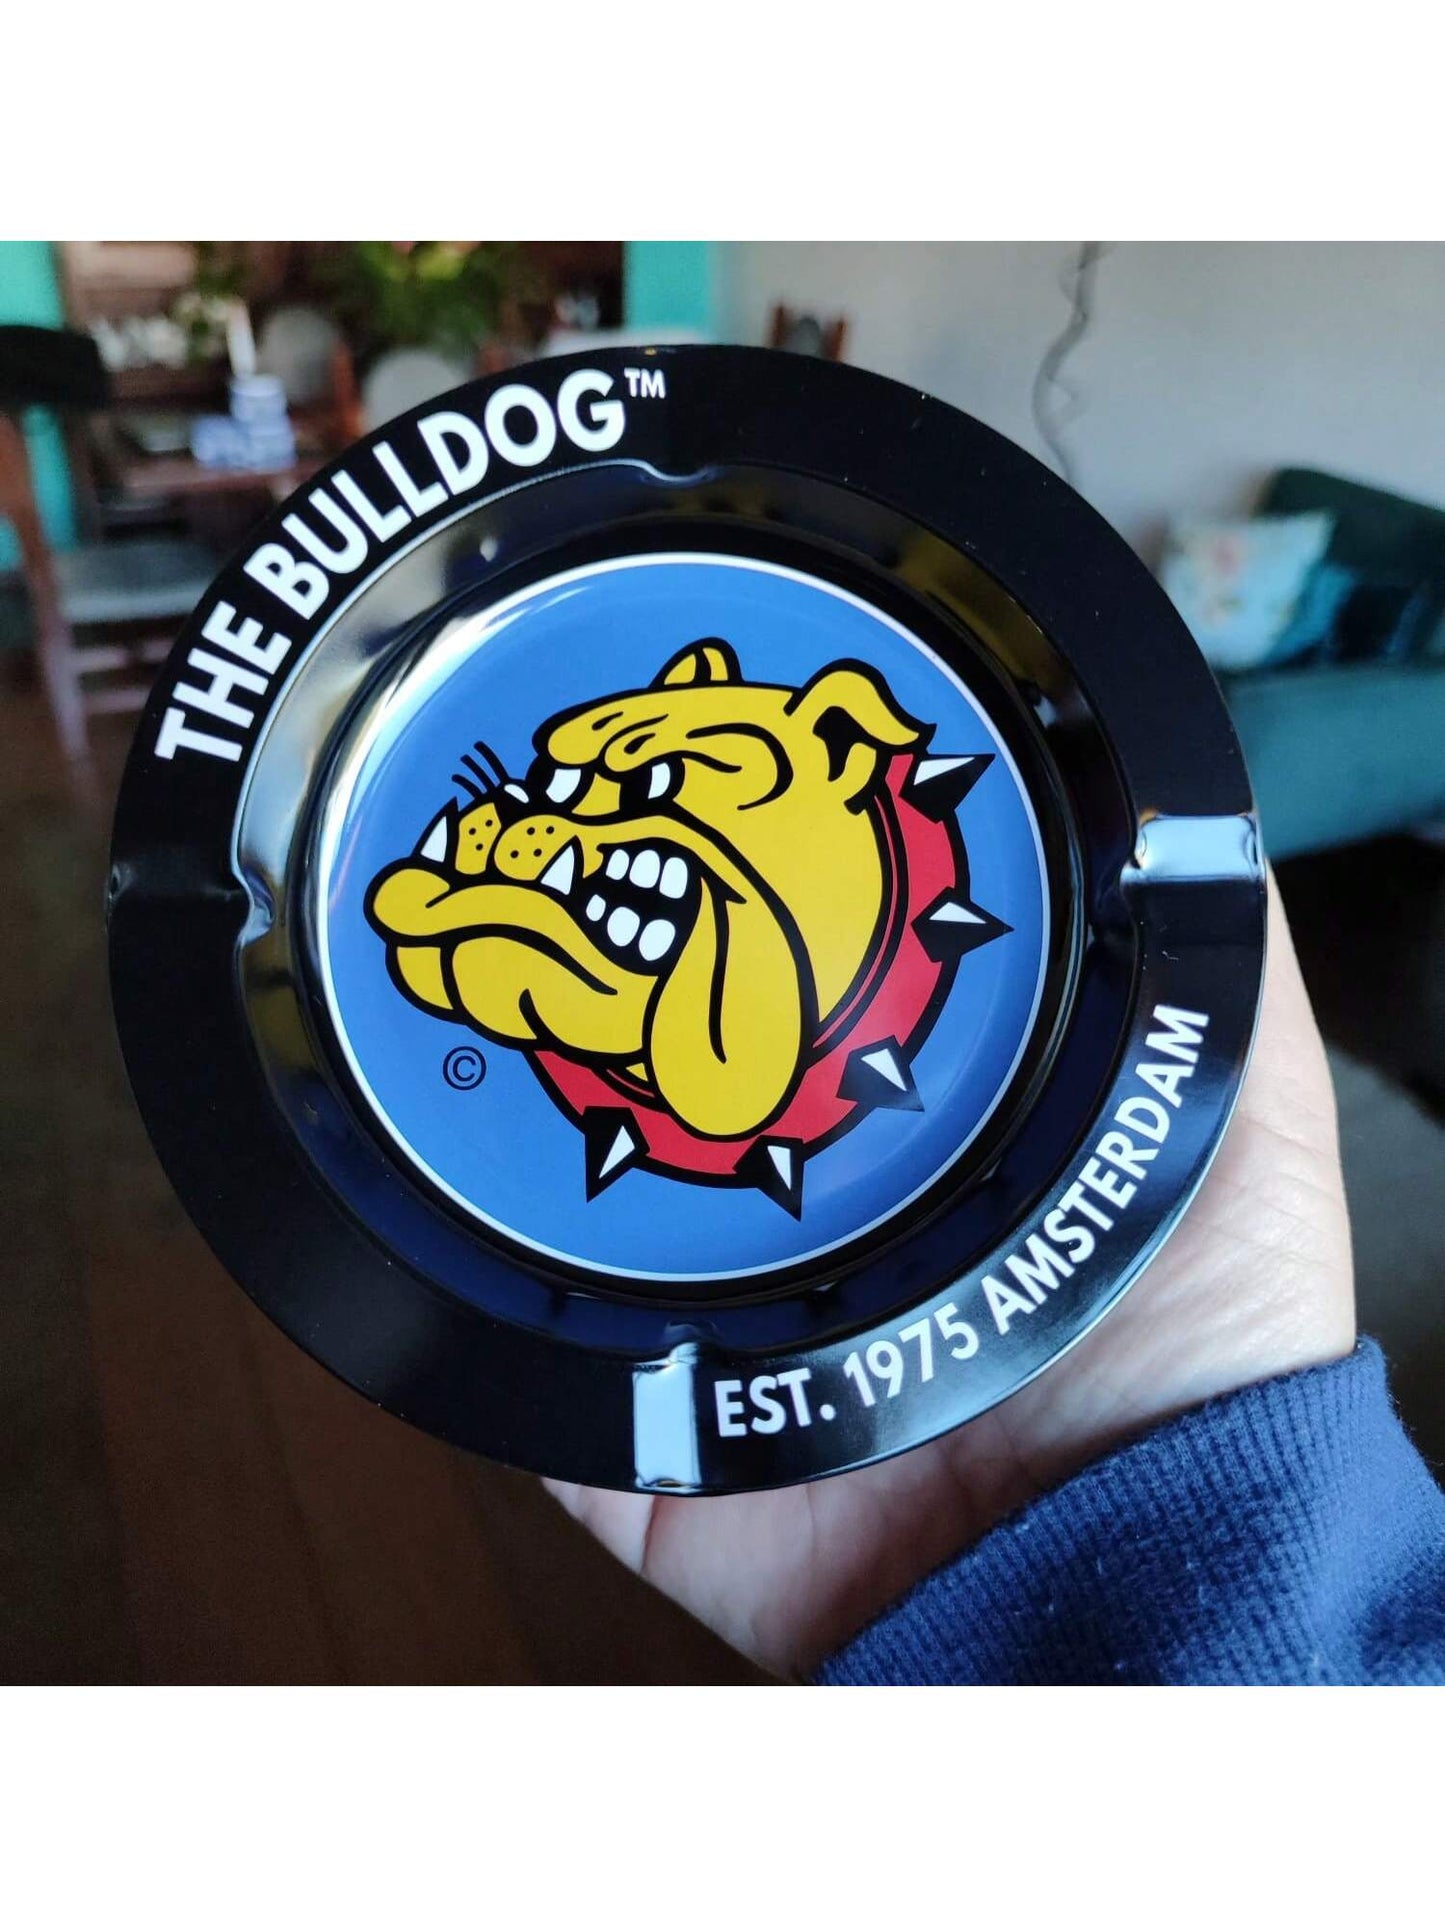 THE BULLDOG™
©
EST. 1975 AMSTERDAM